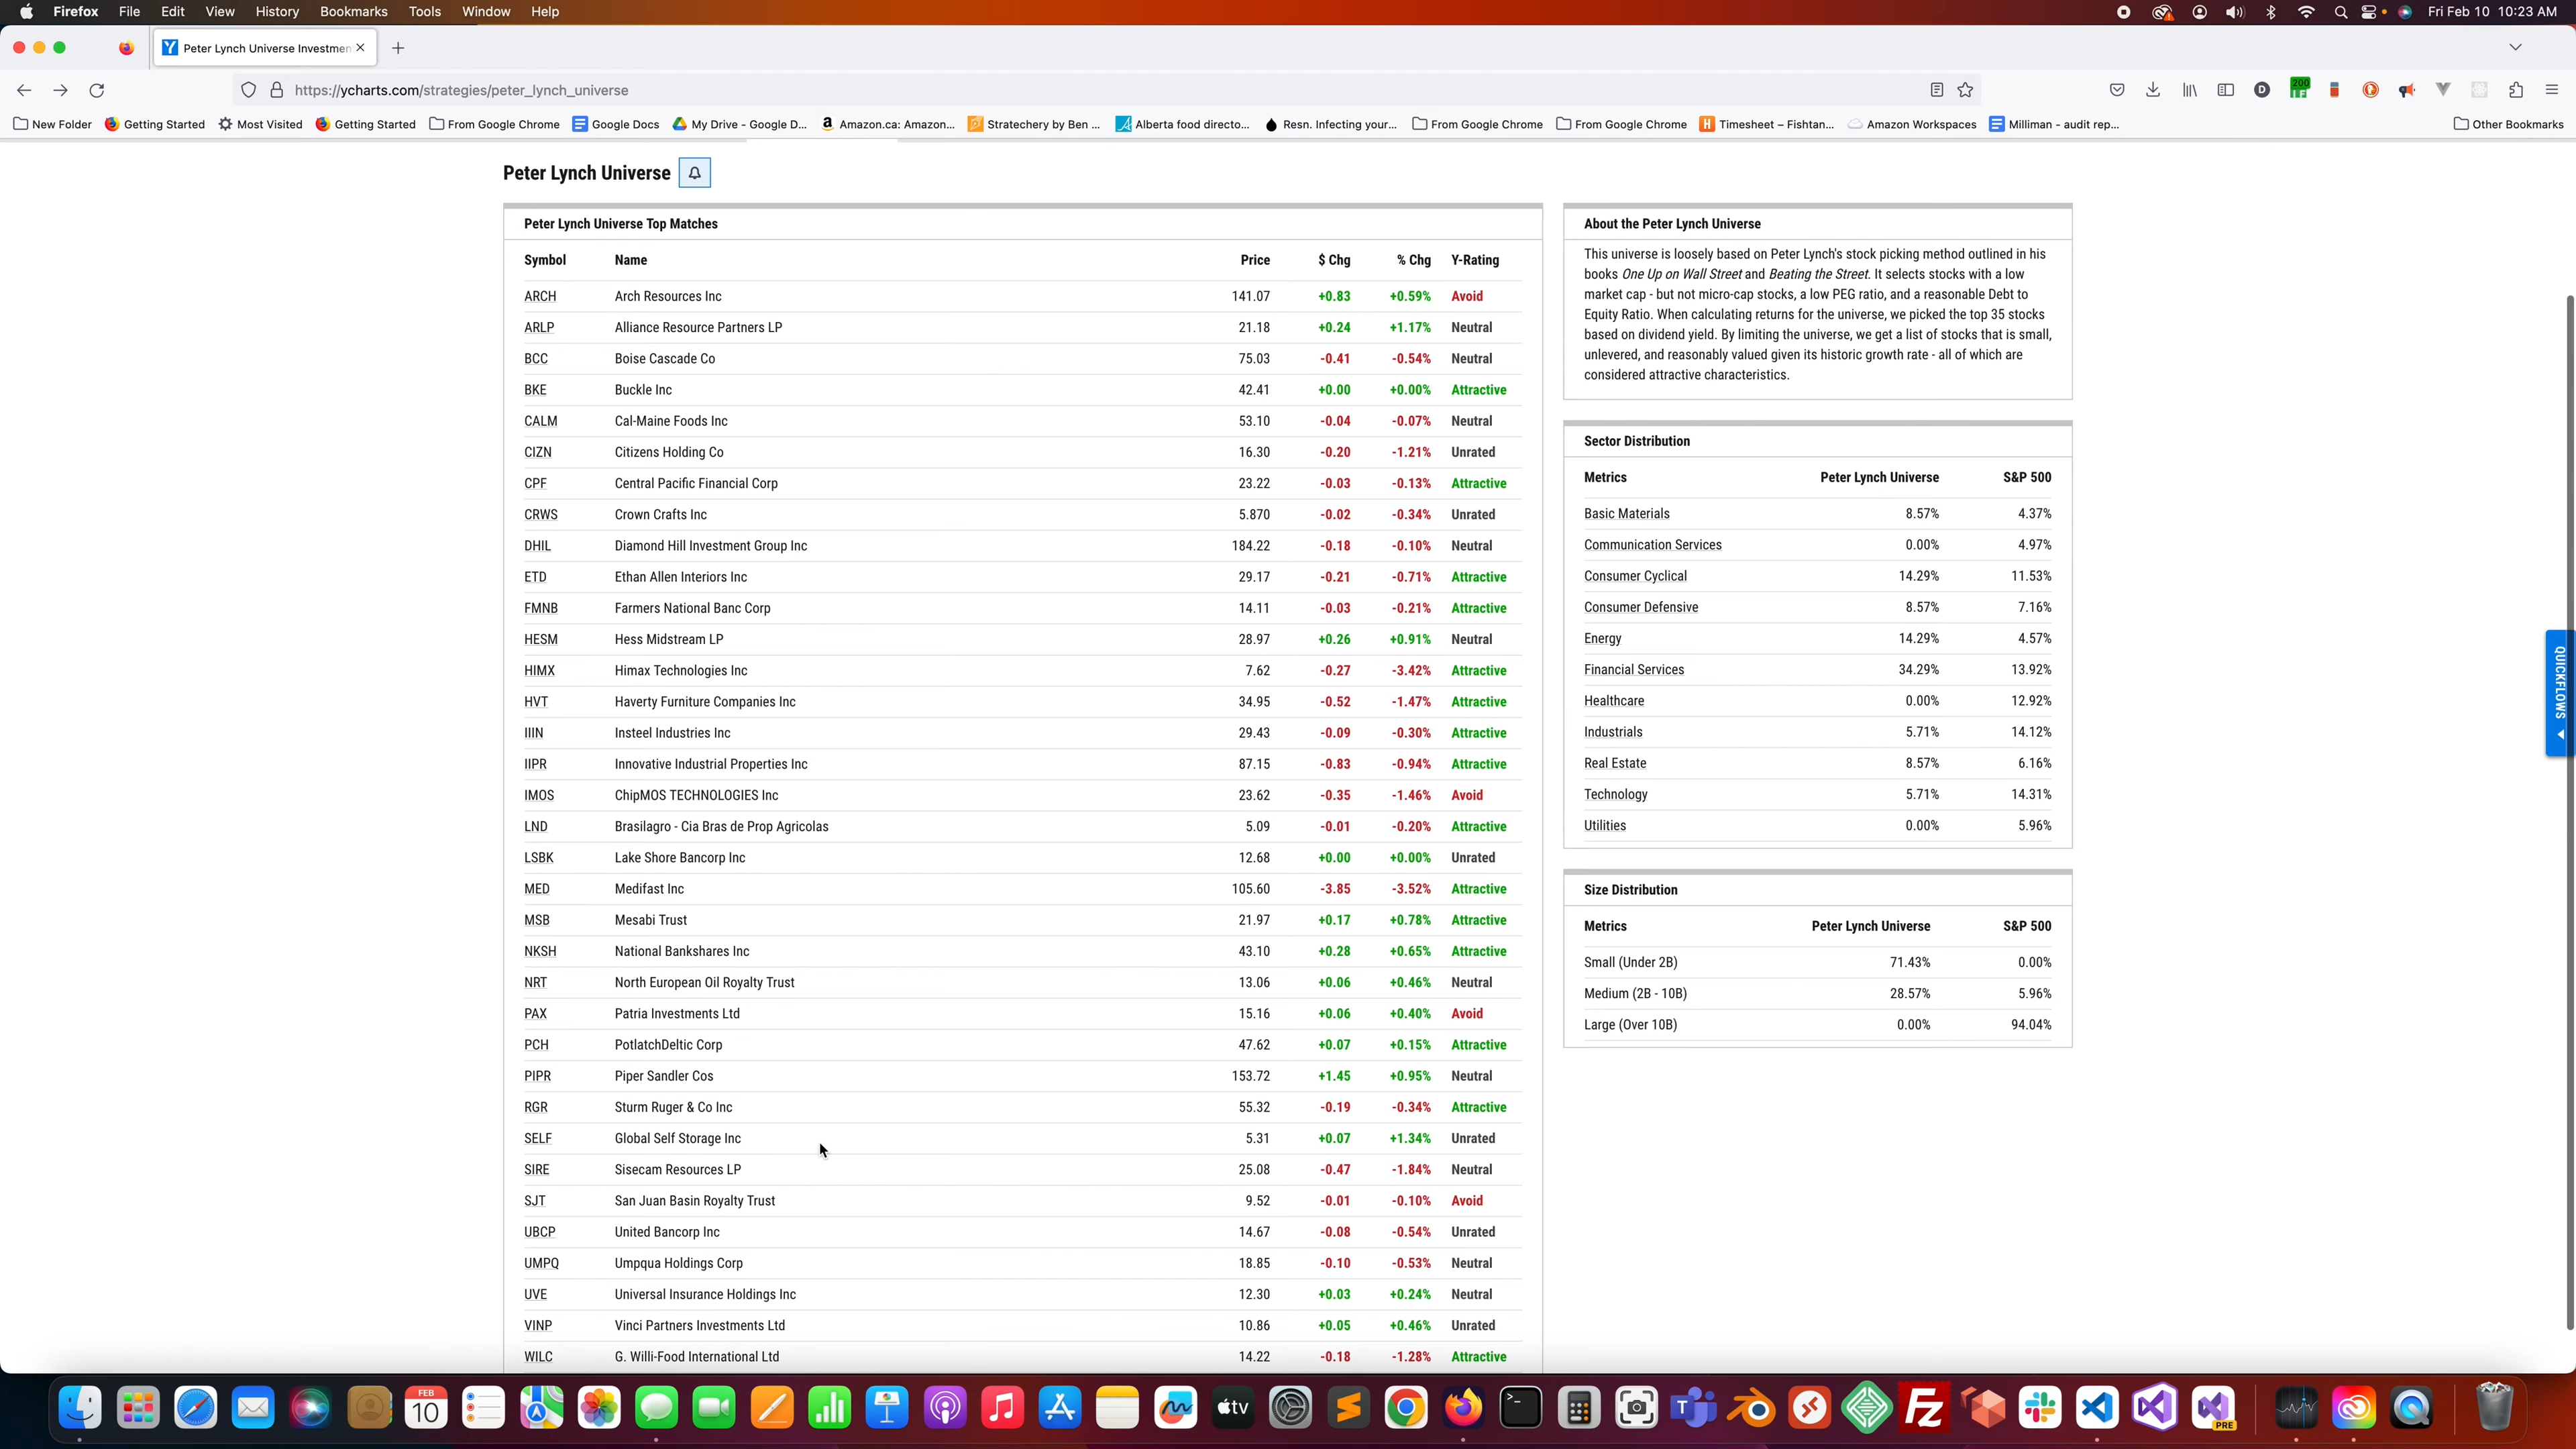 Firefox File Edit View History Bookmarks Tools Window Help Fri Feb 10 10:23 AM
Peter Lynch Universe Investmen
https://ycharts.com/strategies/peter_lynch_universe
200
New Folder Getting Started Most Visited Getting Started From Google Chrome Google Docs My Drive - Google D... Amazon.ca: Amazon... Stratechery by Ben ... Alberta food directo... Resn. Infecting your... From Google Chrome From Google Chrome Timesheet – Fishtan... Amazon Workspaces Milliman - audit rep... Other Bookmarks
Peter Lynch Universe
Peter Lynch Universe Top Matches
Symbol Name Price $ Chg % Chg Y-Rating
ARCH Arch Resources Inc 141.07 +0.83 +0.59% Avoid
ARLP Alliance Resource Partners LP 21.18 +0.24 +1.17% Neutral
BCC Boise Cascade Co 75.03 -0.41 -0.54% Neutral
BKE Buckle Inc 42.41 +0.00 +0.00% Attractive
CALM Cal-Maine Foods Inc 53.10 -0.04 -0.07% Neutral
CIZN Citizens Holding Co 16.30 -0.20 -1.21% Unrated
CPF Central Pacific Financial Corp 23.22 -0.03 -0.13% Attractive
CRWS Crown Crafts Inc 5.870 -0.02 -0.34% Unrated
DHIL Diamond Hill Investment Group Inc 184.22 -0.18 -0.10% Neutral
ETD Ethan Allen Interiors Inc 29.17 -0.21 -0.71% Attractive
FMNB Farmers National Banc Corp 14.11 -0.03 -0.21% Attractive
HESM Hess Midstream LP 28.97 +0.26 +0.91% Neutral
HIMX Himax Technologies Inc 7.62 -0.27 -3.42% Attractive
HVT Haverty Furniture Companies Inc 34.95 -0.52 -1.47% Attractive
IIIN Insteel Industries Inc 29.43 -0.09 -0.30% Attractive
IIPR Innovative Industrial Properties Inc 87.15 -0.83 -0.94% Attractive
IMOS ChipMOS TECHNOLOGIES Inc 23.62 -0.35 -1.46% Avoid
LND Brasilagro - Cia Bras de Prop Agricolas 5.09 -0.01 -0.20% Attractive
LSBK Lake Shore Bancorp Inc 12.68 +0.00 +0.00% Unrated
MED Medifast Inc 105.60 -3.85 -3.52% Attractive
MSB Mesabi Trust 21.97 +0.17 +0.78% Attractive
NKSH National Bankshares Inc 43.10 +0.28 +0.65% Attractive
NRT North European Oil Royalty Trust 13.06 +0.06 +0.46% Neutral
PAX Patria Investments Ltd 15.16 +0.06 +0.40% Avoid
PCH PotlatchDeltic Corp 47.62 +0.07 +0.15% Attractive
PIPR Piper Sandler Cos 153.72 +1.45 +0.95% Neutral
RGR Sturm Ruger & Co Inc 55.32 -0.19 -0.34% Attractive
SELF Global Self Storage Inc 5.31 +0.07 +1.34% Unrated
SIRE Sisecam Resources LP 25.08 -0.47 -1.84% Neutral
SJT San Juan Basin Royalty Trust 9.52 -0.01 -0.10% Avoid
UBCP United Bancorp Inc 14.67 -0.08 -0.54% Unrated
UMPQ Umpqua Holdings Corp 18.85 -0.10 -0.53% Neutral
UVE Universal Insurance Holdings Inc 12.30 +0.03 +0.24% Neutral
VINP Vinci Partners Investments Ltd 10.86 +0.05 +0.46% Unrated
WILC G. Willi-Food International Ltd 14.22 -0.18 -1.28% Attractive
About the Peter Lynch Universe
This universe is loosely based on Peter Lynch's stock picking method outlined in his
books One Up on Wall Street and Beating the Street. It selects stocks with a low
market cap - but not micro-cap stocks, a low PEG ratio, and a reasonable Debt to
Equity Ratio. When calculating returns for the universe, we picked the top 35 stocks
based on dividend yield. By limiting the universe, we get a list of stocks that is small,
unlevered, and reasonably valued given its historic growth rate - all of which are
considered attractive characteristics.
Sector Distribution
Metrics Peter Lynch Universe S&P 500
Basic Materials 8.57% 4.37%
Communication Services 0.00% 4.97%
Consumer Cyclical 14.29% 11.53%
Consumer Defensive 8.57% 7.16%
Energy 14.29% 4.57%
Financial Services 34.29% 13.92%
Healthcare 0.00% 12.92%
Industrials 5.71% 14.12%
Real Estate 8.57% 6.16%
Technology 5.71% 14.31%
Utilities 0.00% 5.96%
Size Distribution
Metrics Peter Lynch Universe S&P 500
Small (Under 2B) 71.43% 0.00%
Medium (2B - 10B) 28.57% 5.96%
Large (Over 10B) 0.00% 94.04%
QUICKFLOWS
FEB
10
tv
PRE